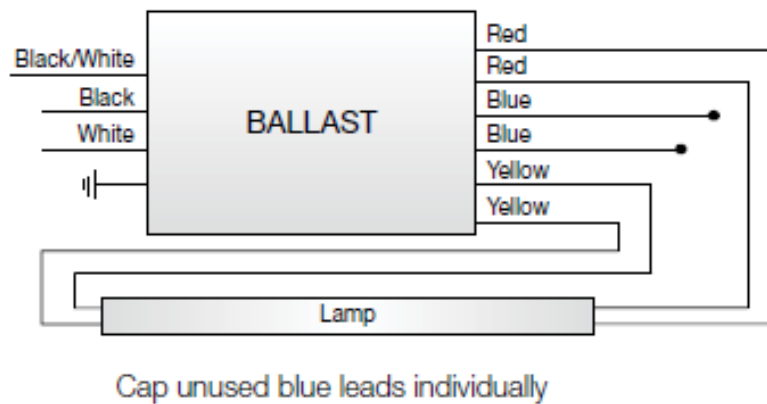 Red
Black/White
Red
Black
Blue
BALLAST
White
Blue
Yellow
Yellow
Lamp
Cap unused blue leads individually